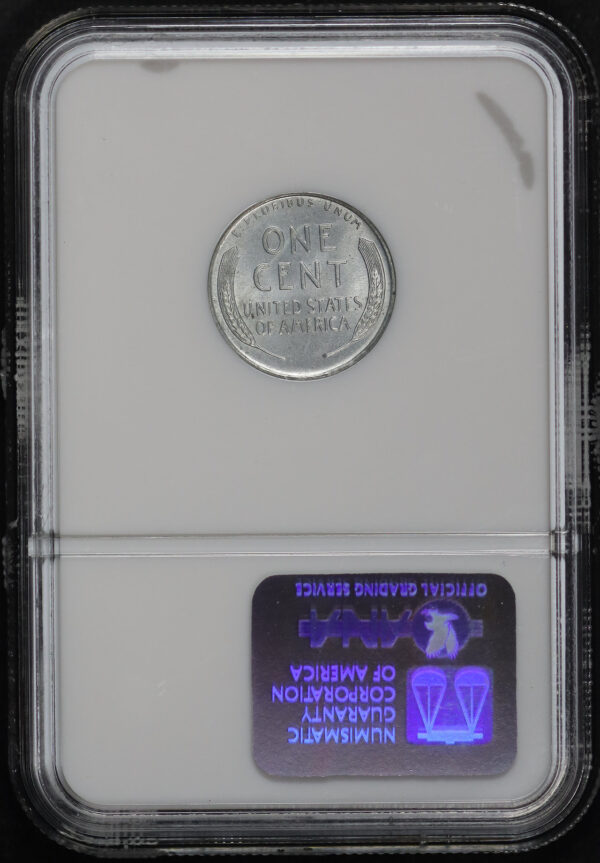 E·PLURIBUS·UNUM
ONE
CENT
UNITED STATES
OF AMERICA
NUMISMATIC
GUARANTY
CORPORATION
OF AMERICA
OFFICIAL GRADING SERVICE